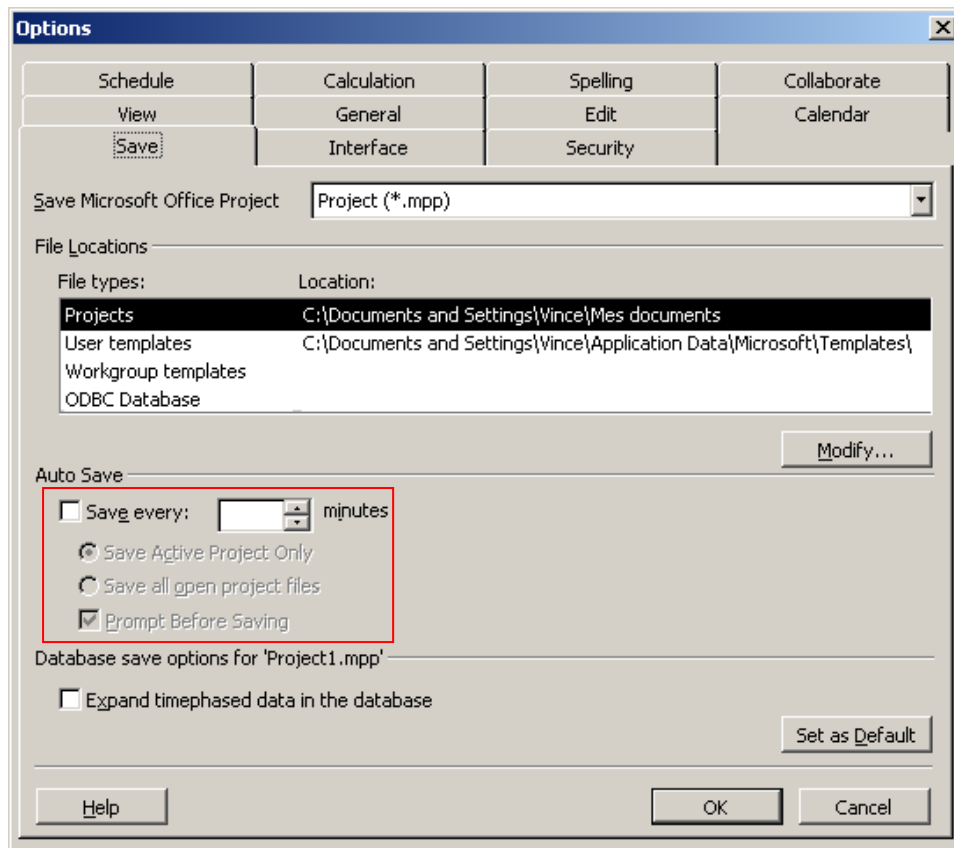 Options
Schedule Calculation Spelling Collaborate
View General Edit Calendar
Save Interface Security
Save Microsoft Office Project Project (*.mpp)
File Locations
File types: Location:
Projects C:\Documents and Settings\Vince\Mes documents
User templates C:\Documents and Settings\Vince\Application Data\Microsoft\Templates\
Workgroup templates
ODBC Database
Modify...
Auto Save
Save every: minutes
Save Active Project Only
Save all open project files
Prompt Before Saving
Database save options for 'Project1.mpp'
Expand timephased data in the database
Set as Default
Help OK Cancel